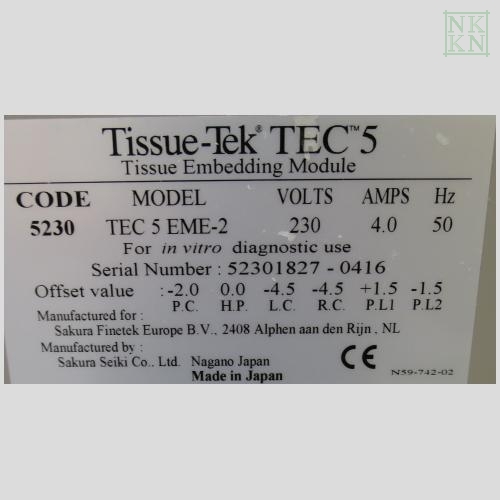 NK
KN
Tissue-Tek® TEC™ 5
Tissue Embedding Module
CODE MODEL VOLTS AMPS Hz
5230 TEC 5 EME-2 230 4.0 50
For in vitro diagnostic use
Serial Number : 52301827 - 0416
Offset value :-2.0 0.0 -4.5 -4.5 +1.5 -1.5
P.C. H.P. L.C. R.C. P.L1 P.L2
Manufactured for :
Sakura Finetek Europe B.V., 2408 Alphen aan den Rijn , NL
Manufactured by :
Sakura Seiki Co.. Ltd. Nagano Japan
Made in Japan
CE
N59-742-02